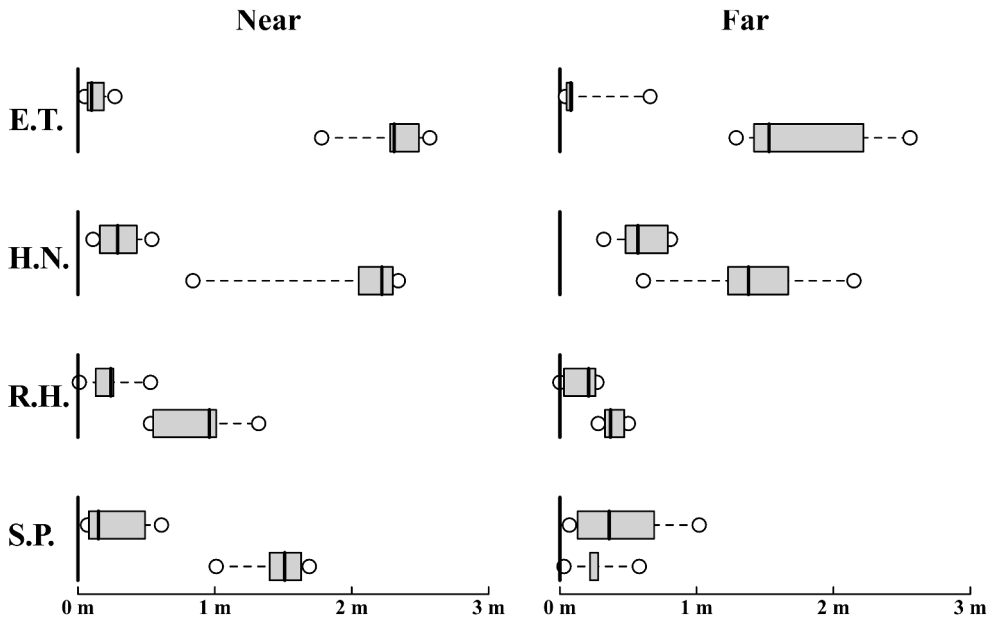 Near Far
E.T.
H.N.
R.H.
S.P.
0 m 1 m 2 m 3 m 0 m 1 m 2 m 3 m